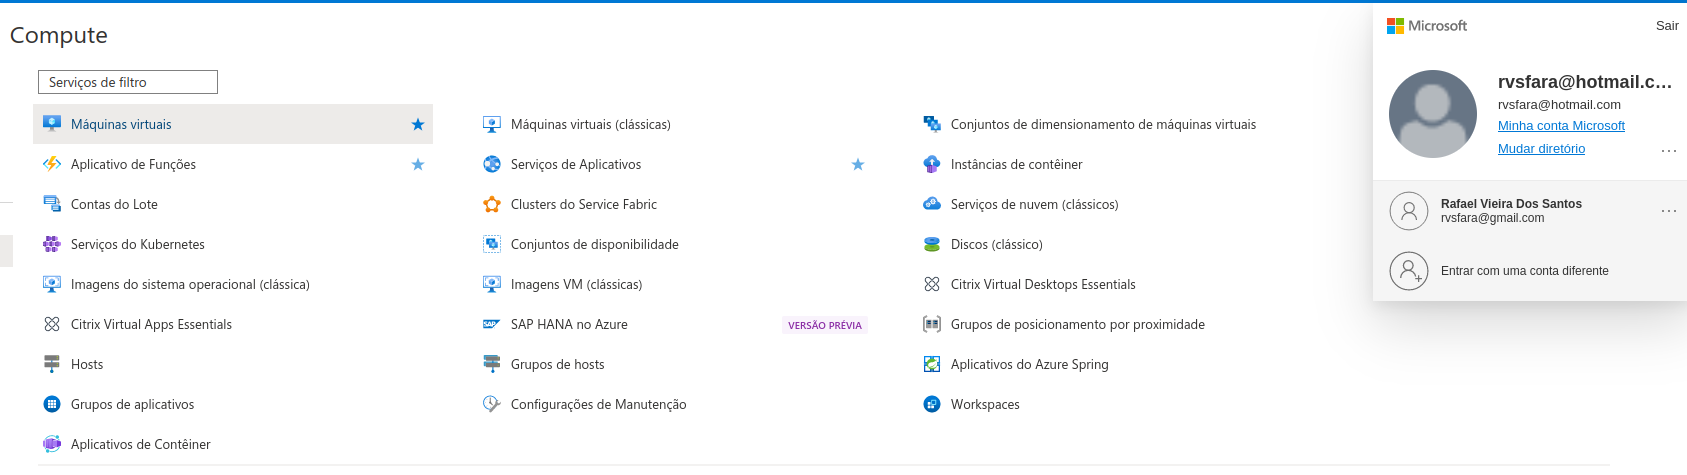 Compute
Serviços de filtro
Máquinas virtuais
Máquinas virtuais (clássicas)
Conjuntos de dimensionamento de máquinas virtuais
Aplicativo de Funções
Serviços de Aplicativos
Instâncias de contêiner
Contas do Lote
Clusters do Service Fabric
Serviços de nuvem (clássicos)
Serviços do Kubernetes
Conjuntos de disponibilidade
Discos (clássico)
Imagens do sistema operacional (clássica)
Imagens VM (clássicas)
Citrix Virtual Desktops Essentials
Citrix Virtual Apps Essentials
SAP HANA no Azure
VERSÃO PRÉVIA
Grupos de posicionamento por proximidade
Hosts
Grupos de hosts
Aplicativos do Azure Spring
Grupos de aplicativos
Configurações de Manutenção
Workspaces
Aplicativos de Contêiner
Microsoft
Sair
rvsfara@hotmail.c...
rvsfara@hotmail.com
Minha conta Microsoft
Mudar diretório
Rafael Vieira Dos Santos
rvsfara@gmail.com
Entrar com uma conta diferente